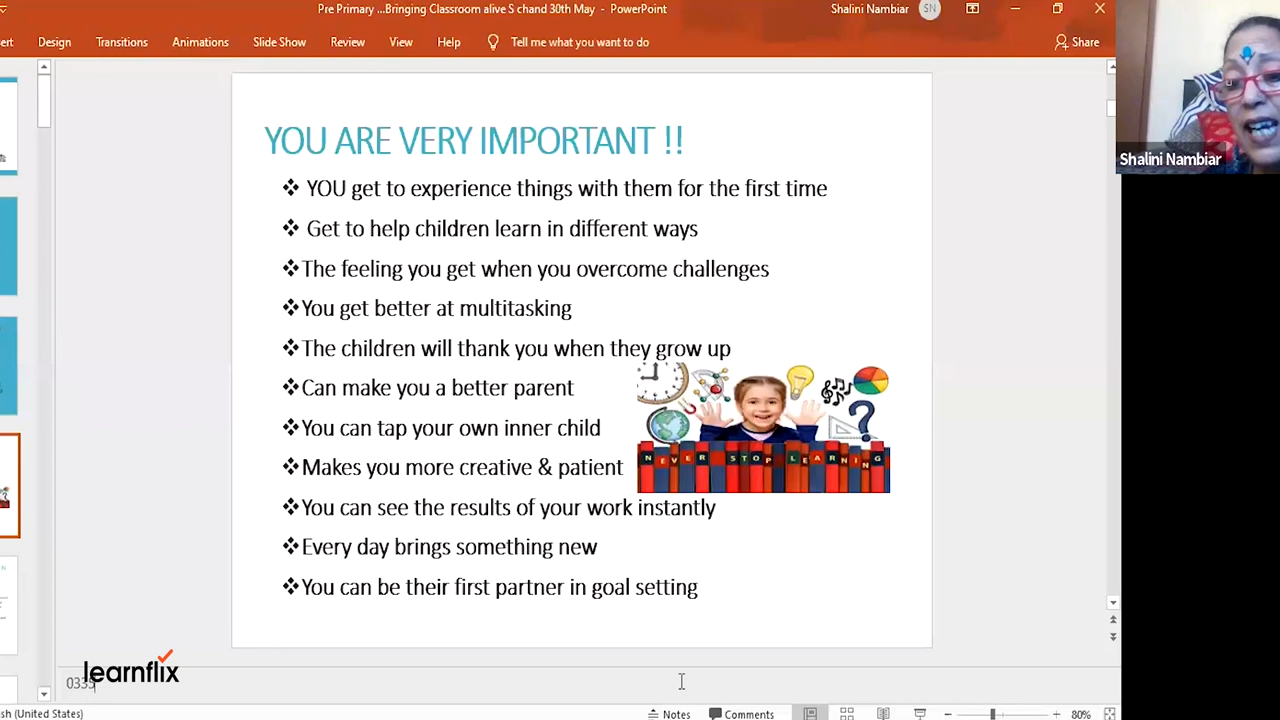 Pre Primary ...Bringing Classroom alive S chand 30th May - PowerPoint
Shalini Nambiar SN
Design Transitions Animations Slide Show Review View Help Tell me what you want to do Share
Shalini Nambiar
YOU ARE VERY IMPORTANT !!
❖ YOU get to experience things with them for the first time
❖ Get to help children learn in different ways
❖The feeling you get when you overcome challenges
❖You get better at multitasking
❖The children will thank you when they grow up
❖Can make you a better parent
❖You can tap your own inner child
❖Makes you more creative & patient
NEVER STOP LEARNING
❖You can see the results of your work instantly
❖Every day brings something new
❖You can be their first partner in goal setting
learnflix
0335
(United States)
Notes Comments 80%